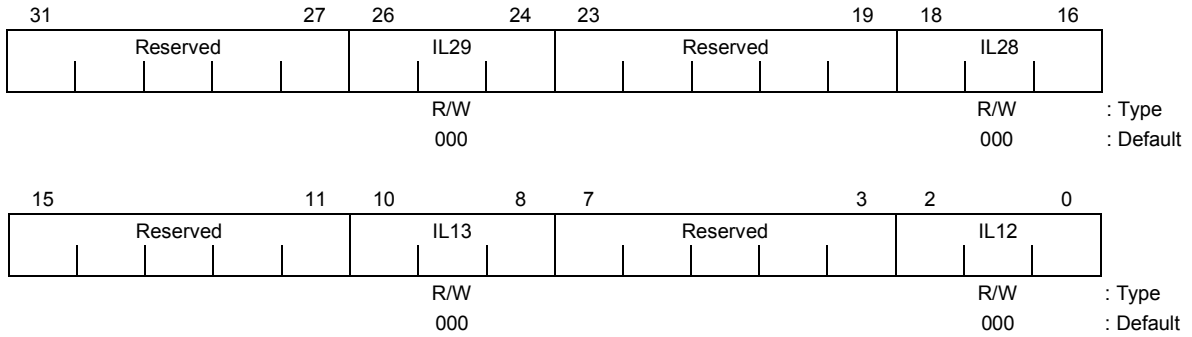 31 27 26 24 23 19 18 16
Reserved IL29 Reserved IL28
R/W R/W : Type
000 000 : Default
15 11 10 8 7 3 2 0
Reserved IL13 Reserved IL12
R/W R/W : Type
000 000 : Default